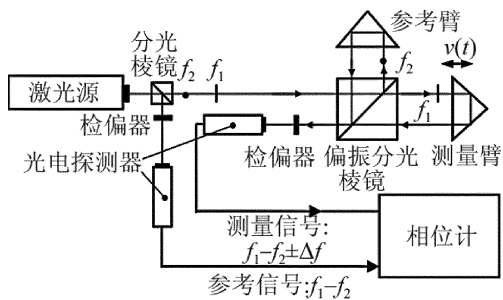 参考臂
分光
棱镜
f₂ f₁
f₂
v(t)
激光源
f₁
检偏器
光电探测器
检偏器
偏振分光
棱镜
测量臂
测量信号:
f₁–f₂±Δf
参考信号:f₁–f₂
相位计